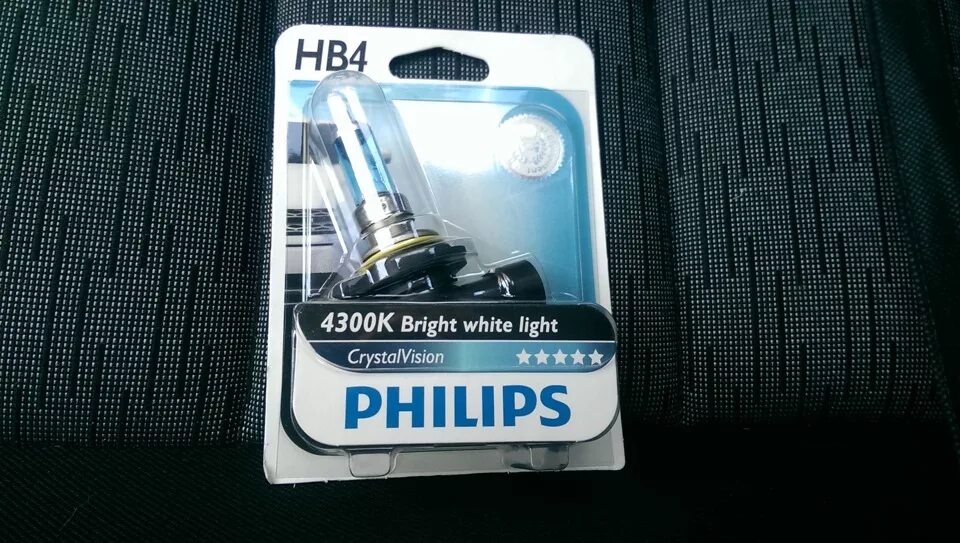 HB4
4300K Bright white light
CrystalVision
PHILIPS